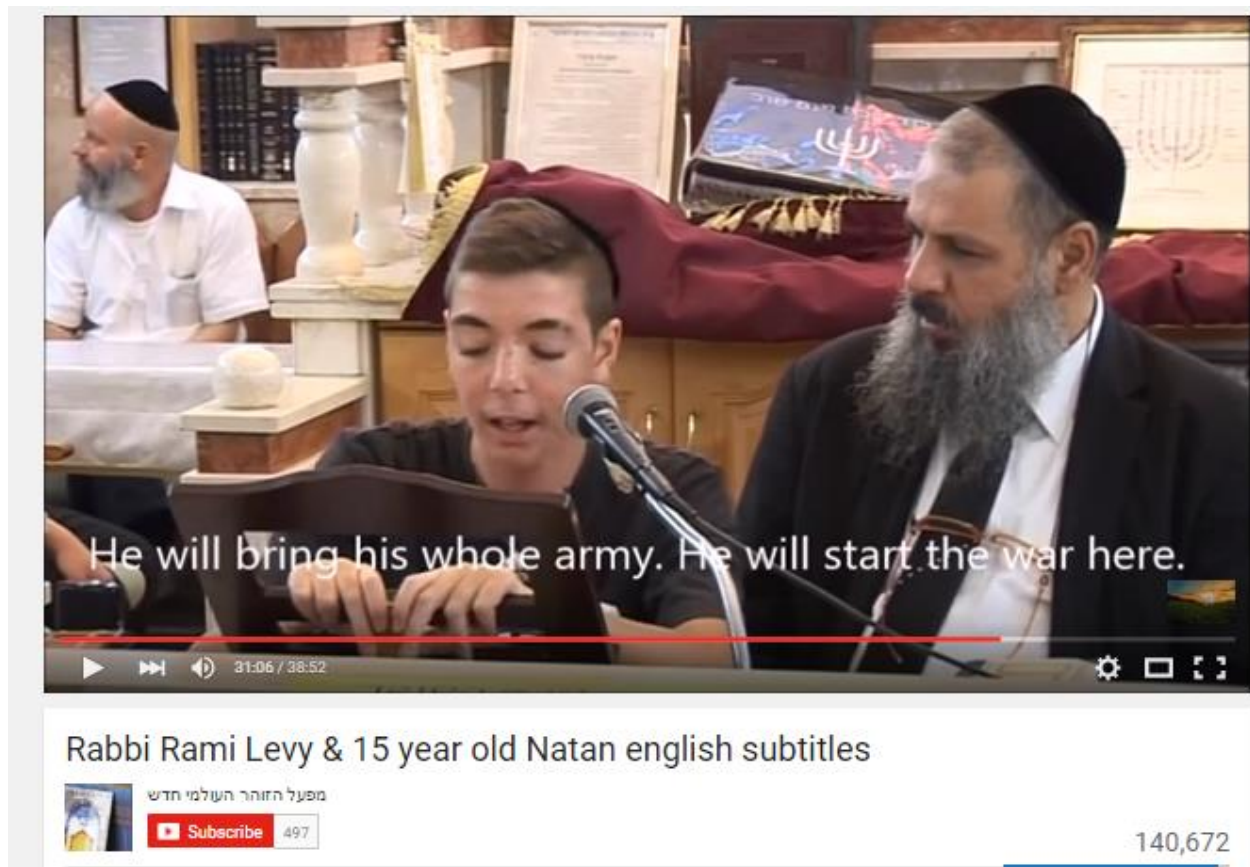 He will bring his whole army. He will start the war here.
31:06 / 38:52
Rabbi Rami Levy & 15 year old Natan english subtitles
מפעל הזוהר העולמי חדש
Subscribe 497
140,672